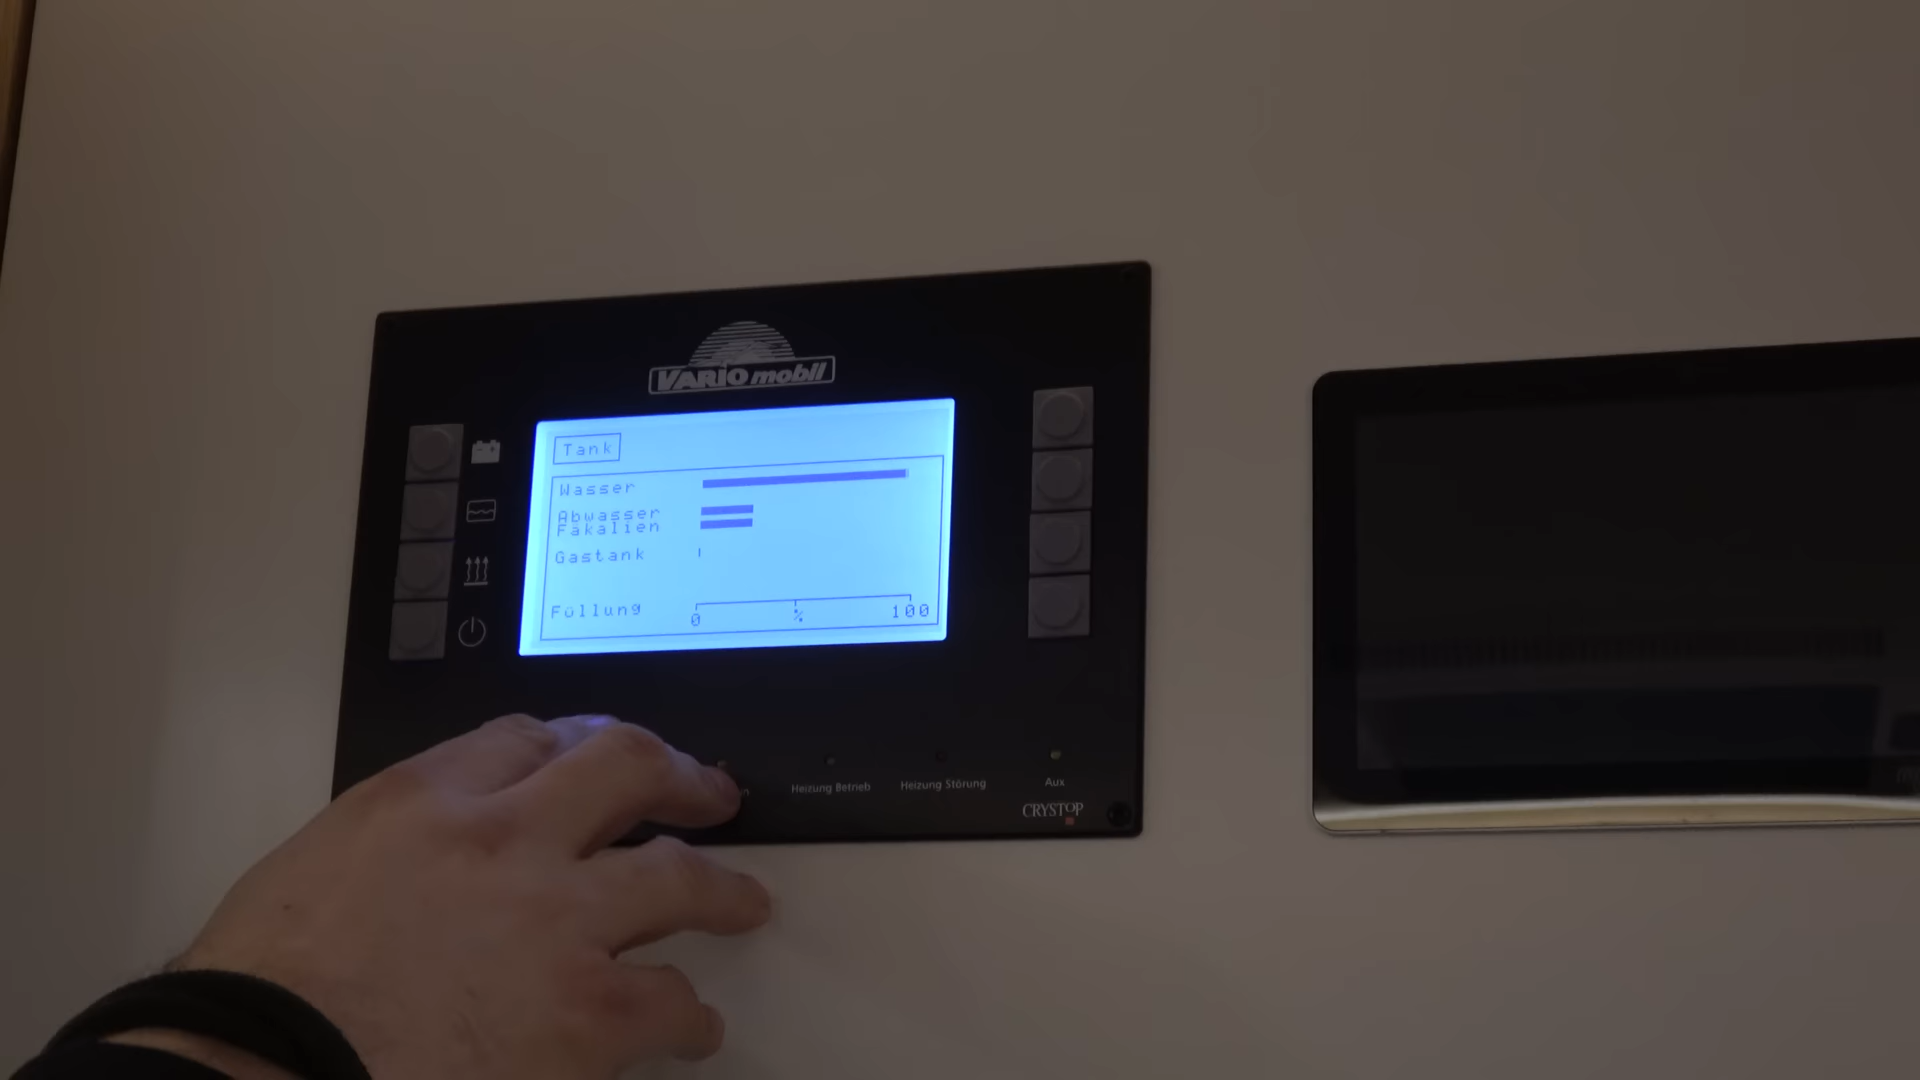 VARIO mobil
Tank
Wasser
Abwasser
Fäkalien
Gastank
Füllung
0 % 100
Heizung Betrieb
Heizung Störung
Aux
CRYSTOP